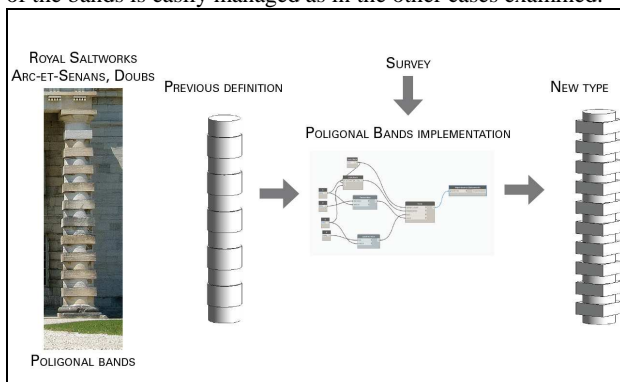 of the bands is easily managed as in the other cases examined.
ROYAL SALTWORKS
ARC-ET-SENANS, DOUBS
PREVIOUS DEFINITION
SURVEY
NEW TYPE
POLIGONAL BANDS IMPLEMENTATION
POLIGONAL BANDS